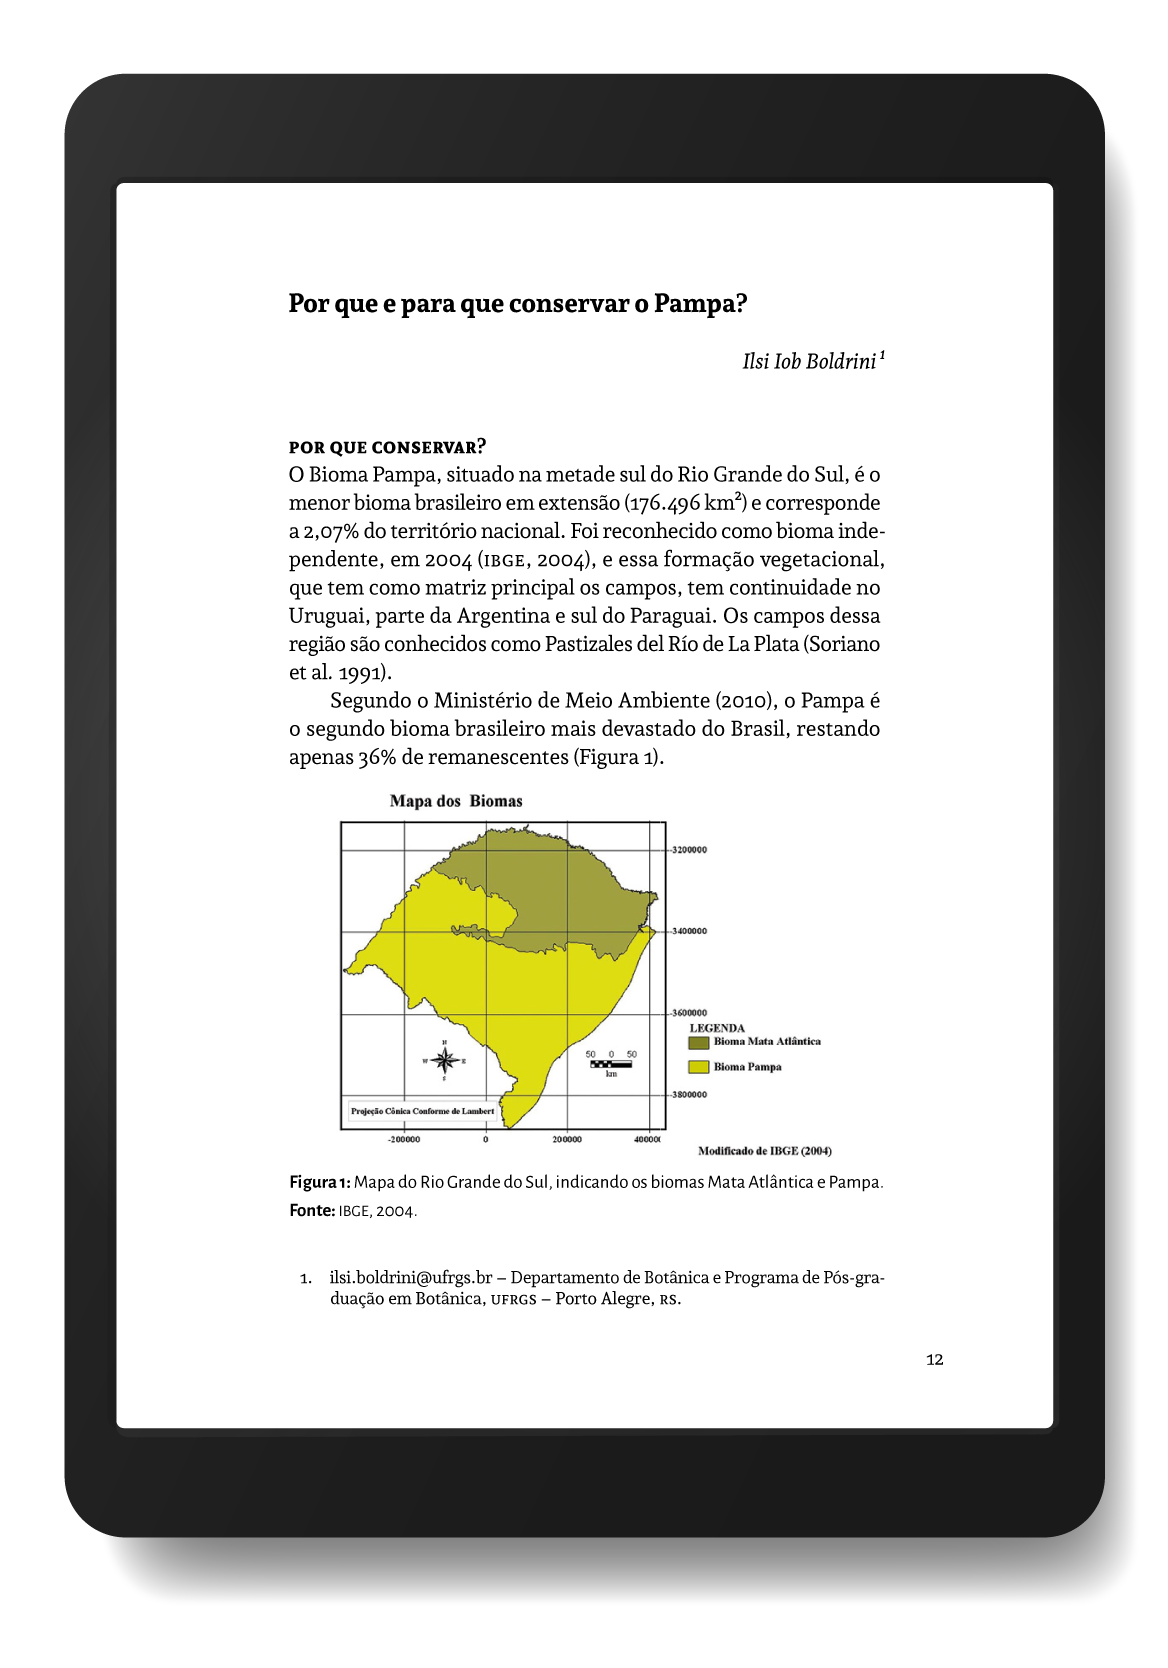 Por que e para que conservar o Pampa?
Ilsi Iob Boldrini ¹
POR QUE CONSERVAR?
O Bioma Pampa, situado na metade sul do Rio Grande do Sul, é o
menor bioma brasileiro em extensão (176.496 km²) e corresponde
a 2,07% do território nacional. Foi reconhecido como bioma inde-
pendente, em 2004 (IBGE, 2004), e essa formação vegetacional,
que tem como matriz principal os campos, tem continuidade no
Uruguai, parte da Argentina e sul do Paraguai. Os campos dessa
região são conhecidos como Pastizales del Río de La Plata (Soriano
et al. 1991).
Segundo o Ministério de Meio Ambiente (2010), o Pampa é
o segundo bioma brasileiro mais devastado do Brasil, restando
apenas 36% de remanescentes (Figura 1).
Mapa dos Biomas
-3200000
-3400000
-3600000
LEGENDA
Bioma Mata Atlântica
Bioma Pampa
N
W E
S
50 0 50
km
-3800000
Projeção Cônica Conforme de Lambert
-200000 0 200000 40000
Modificado de IBGE (2004)
Figura 1: Mapa do Rio Grande do Sul, indicando os biomas Mata Atlântica e Pampa.
Fonte: IBGE, 2004.
1. ilsi.boldrini@ufrgs.br – Departamento de Botânica e Programa de Pós-gra-
duação em Botânica, UFRGS – Porto Alegre, RS.
12